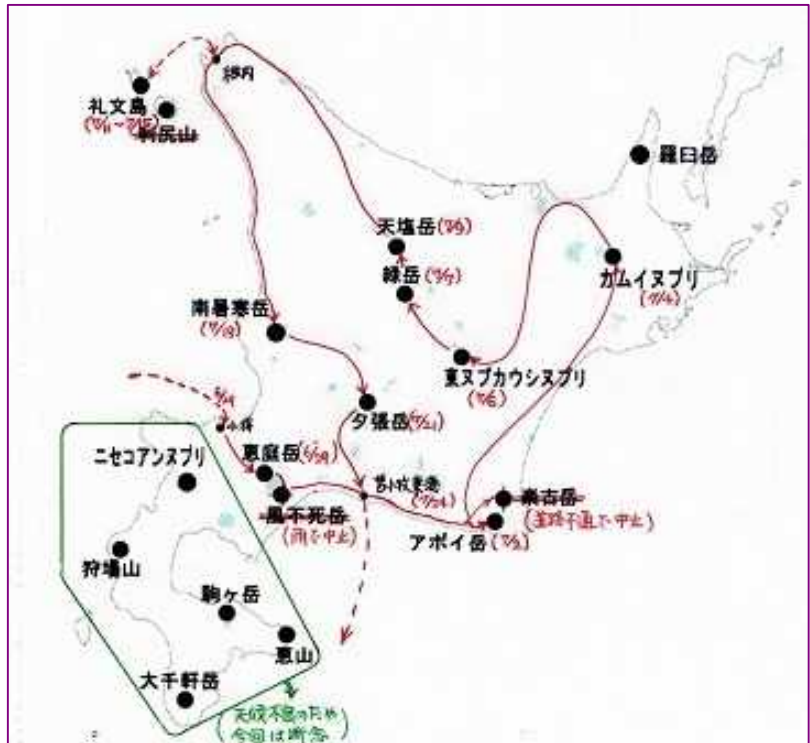 稚内
礼文島
(7/11~7/15)
利尻山
羅臼岳
天塩岳(7/9)
緑岳(7/7)
カムイヌプリ
(7/4)
南暑寒岳
(7/19)
東ヌプカウシヌプリ
(7/6)
夕張岳(7/21)
小樽
恵庭岳(6/29)
ニセコアンヌプリ
苫小牧東港
(7/24)
楽古岳
風不死岳
(雨で中止)
(道路不通で中止)
アポイ岳(7/2)
狩場山
駒ヶ岳
恵山
大千軒岳
天候不良のため
今回は断念